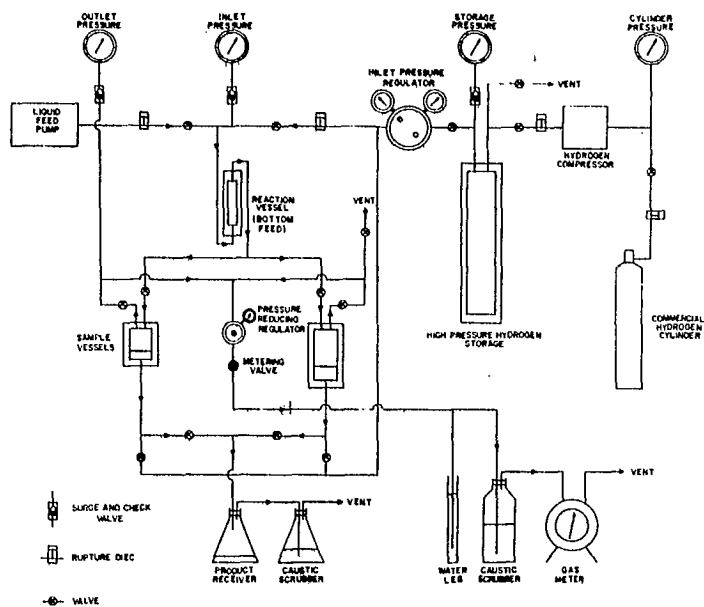 OUTLET
PRESSURE
INLET
PRESSURE
STORAGE
PRESSURE
CYLINDER
PRESSURE
INLET PRESSURE
REGULATOR
VENT
LIQUID
FEED
PUMP
HYDROGEN
COMPRESSOR
REACTION
VESSEL
(BOTTOM
FEED)
VENT
PRESSURE
REDUCING
REGULATOR
SAMPLE
VESSELS
METERING
VALVE
HIGH PRESSURE HYDROGEN
STORAGE
COMMERCIAL
HYDROGEN
CYLINDER
SURGE AND CHECK
VALVE
RUPTURE DISC
VALVE
VENT
VENT
PRODUCT
RECEIVER
CAUSTIC
SCRUBBER
WATER
LEG
CAUSTIC
SCRUBBER
GAS
METER